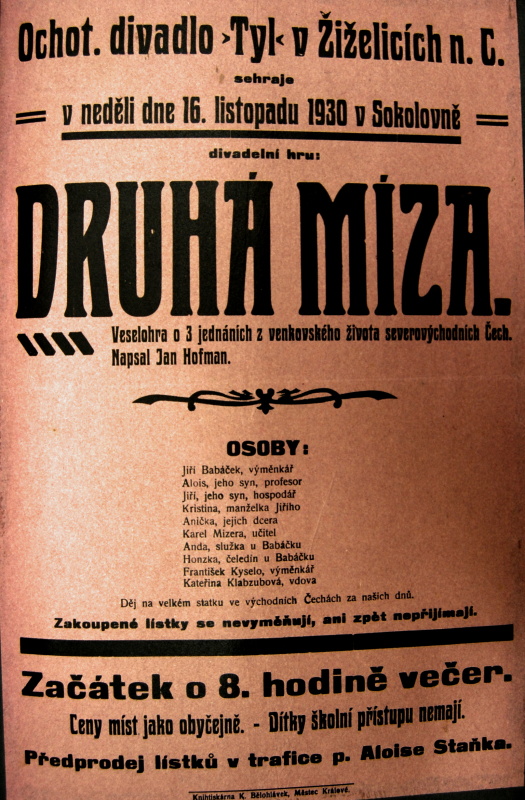 Ochot. divadlo ›Tyl‹ v Žiželicích n. C.
sehraje
v neděli dne 16. listopadu 1930 v Sokolovně
divadelní hru:
DRUHÁ MÍZA.
Veselohra o 3 jednáních z venkovského života severovýchodních Čech.
Napsal Jan Hofman.
OSOBY:
Jiří Babáček, výměnkář
Alois, jeho syn, profesor
Jiří, jeho syn, hospodář
Kristina, manželka Jiřího
Anička, jejich dcera
Karel Mizera, učitel
Anda, služka u Babáčku
Honzka, čeledín u Babáčku
František Kyselo, výměnkář
Kateřina Klabzubová, vdova
Děj na velkém statku ve východních Čechách za našich dnů.
Zakoupené lístky se nevyměňují, ani zpět nepřijímají.
Začátek o 8. hodině večer.
Ceny míst jako obyčejně. - Dítky školní přístupu nemají.
Předprodej lístků v trafice p. Aloise Staňka.
Knihtiskárna K. Bělohlávek, Městec Králové.